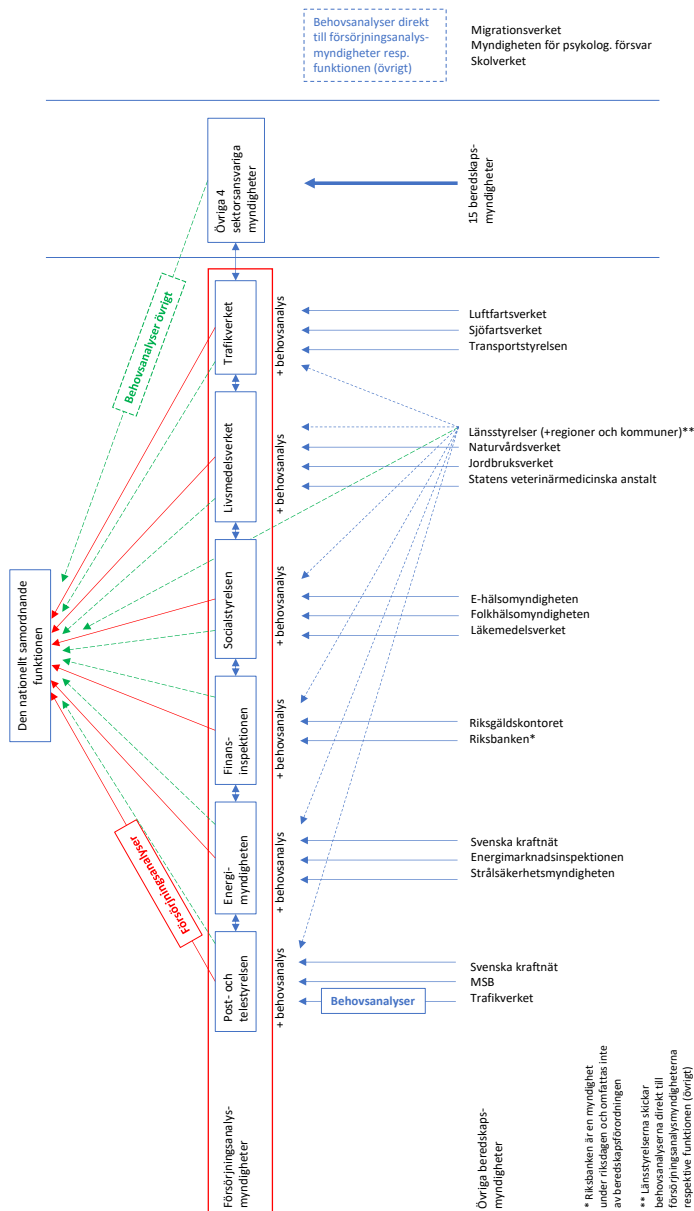 Behovsanalyser direkt
till försörjningsanalys-
myndigheter resp.
funktionen (övrigt)
Migrationsverket
Myndigheten för psykolog. försvar
Skolverket
Övriga 4
sektorsansvariga
myndigheter
15 beredskaps-
myndigheter
Behovsanalyser övrigt
Den nationellt samordnande
funktionen
Försörjningsanalyser
Trafikverket
+ behovsanalys
Luftfartsverket
Sjöfartsverket
Transportstyrelsen
Livsmedelsverket
+ behovsanalys
Länsstyrelser (+regioner och kommuner)**
Naturvårdsverket
Jordbruksverket
Statens veterinärmedicinska anstalt
Socialstyrelsen
+ behovsanalys
E-hälsomyndigheten
Folkhälsomyndigheten
Läkemedelsverket
Finans-
inspektionen
+ behovsanalys
Riksgäldskontoret
Riksbanken*
Energi-
myndigheten
+ behovsanalys
Svenska kraftnät
Energimarknadsinspektionen
Strålsäkerhetsmyndigheten
Post- och
telestyrelsen
+ behovsanalys
Behovsanalyser
Svenska kraftnät
MSB
Trafikverket
Försörjningsanalys-
myndigheter
Övriga beredskaps-
myndigheter
* Riksbanken är en myndighet
under riksdagen och omfattas inte
av beredskapsförordningen
** Länsstyrelserna skickar
behovsanalyserna direkt till
försörjningsanalysmyndigheterna
respektive funktionen (övrigt)